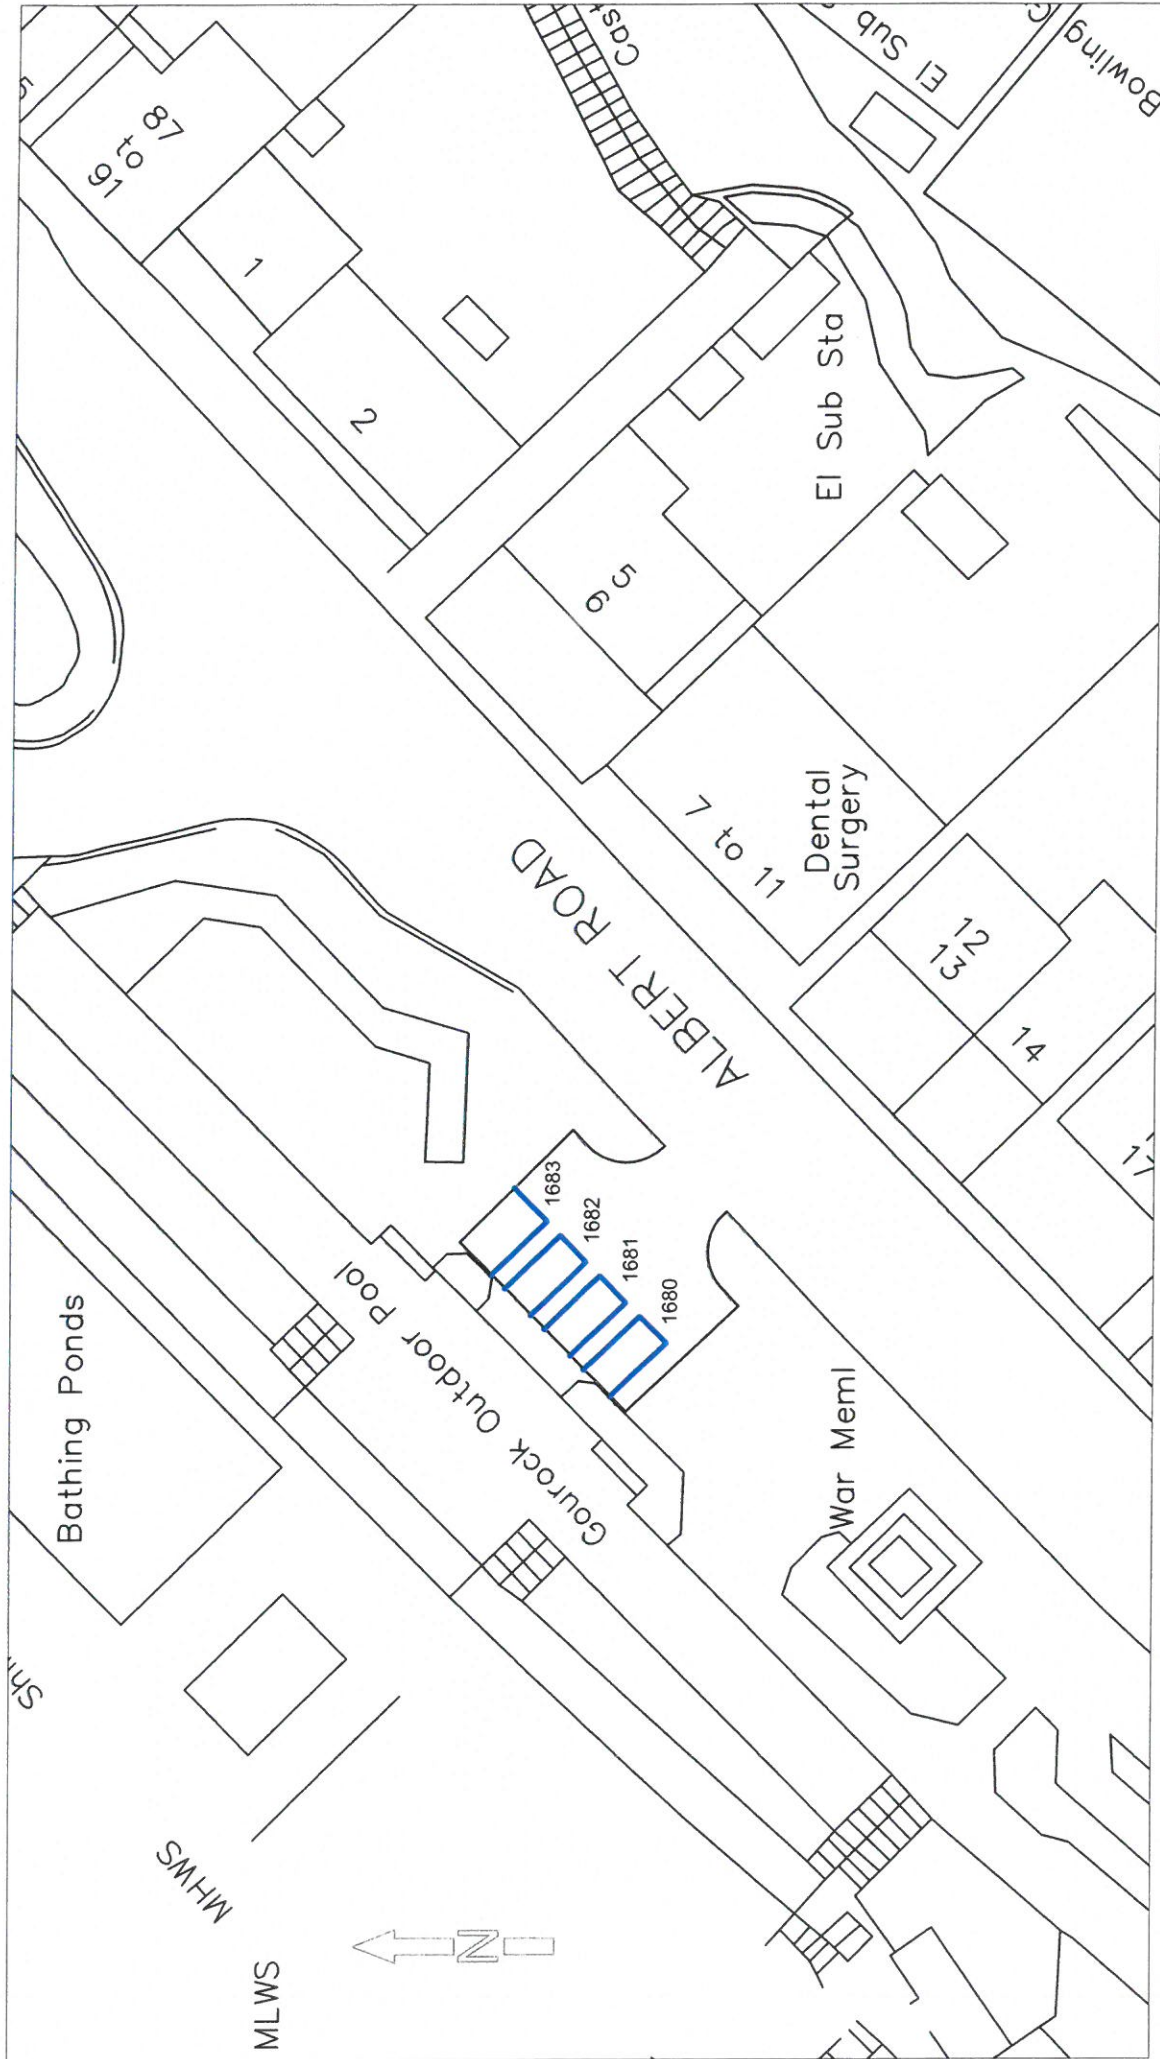 Bowling
El Sub
87
to
91
1
2
El Sub Sta
5
6
ALBERT ROAD
7 to 11
Dental
Surgery
12
13
14
17
1683
1682
1681
1680
Gourock Outdoor Pool
Bathing Ponds
War Meml
MHWS
MLWS
N